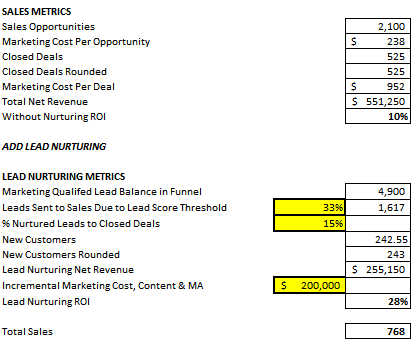 SALES METRICS
Sales Opportunities 2,100
Marketing Cost Per Opportunity $ 238
Closed Deals 525
Closed Deals Rounded 525
Marketing Cost Per Deal $ 952
Total Net Revenue $ 551,250
Without Nurturing ROI 10%
ADD LEAD NURTURING
LEAD NURTURING METRICS
Marketing Qualifed Lead Balance in Funnel 4,900
Leads Sent to Sales Due to Lead Score Threshold 33% 1,617
% Nurtured Leads to Closed Deals 15%
New Customers 242.55
New Customers Rounded 243
Lead Nurturing Net Revenue $ 255,150
Incremental Marketing Cost, Content & MA $ 200,000
Lead Nurturing ROI 28%
Total Sales 768